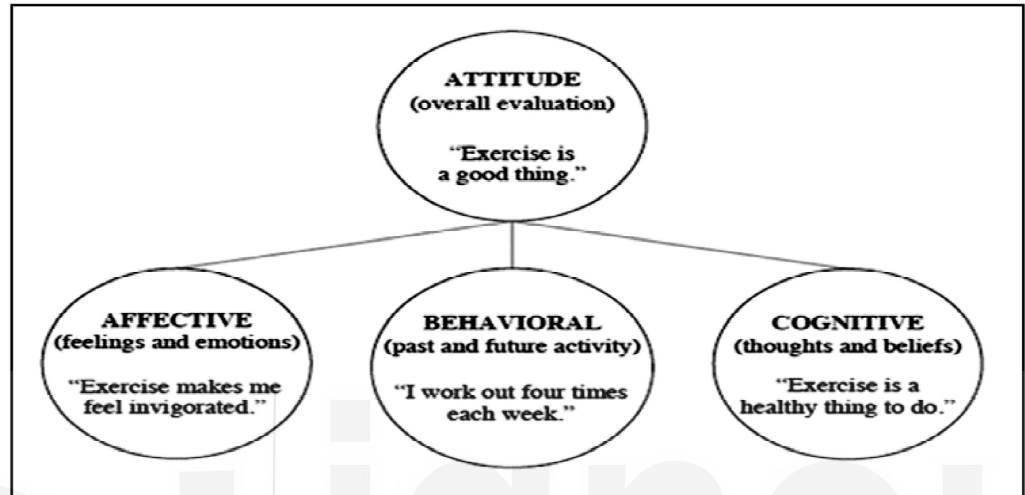 ATTITUDE
(overall evaluation)
“Exercise is
a good thing.”
AFFECTIVE
(feelings and emotions)
“Exercise makes me
feel invigorated.”
BEHAVIORAL
(past and future activity)
“I work out four times
each week.”
COGNITIVE
(thoughts and beliefs)
“Exercise is a
healthy thing to do.”